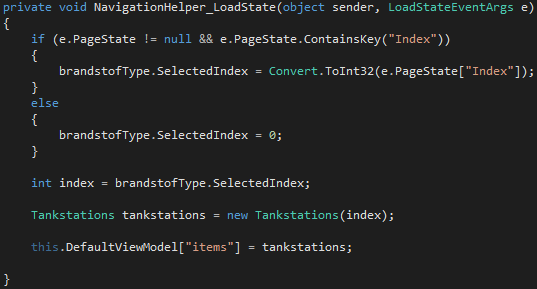 private void NavigationHelper_LoadState(object sender, LoadStateEventArgs e)
{
    if (e.PageState != null && e.PageState.ContainsKey("Index"))
    {
        brandstofType.SelectedIndex = Convert.ToInt32(e.PageState["Index"]);
    }
    else
    {
        brandstofType.SelectedIndex = 0;
    }
    int index = brandstofType.SelectedIndex;
    Tankstations tankstations = new Tankstations(index);
    this.DefaultViewModel["items"] = tankstations;
}